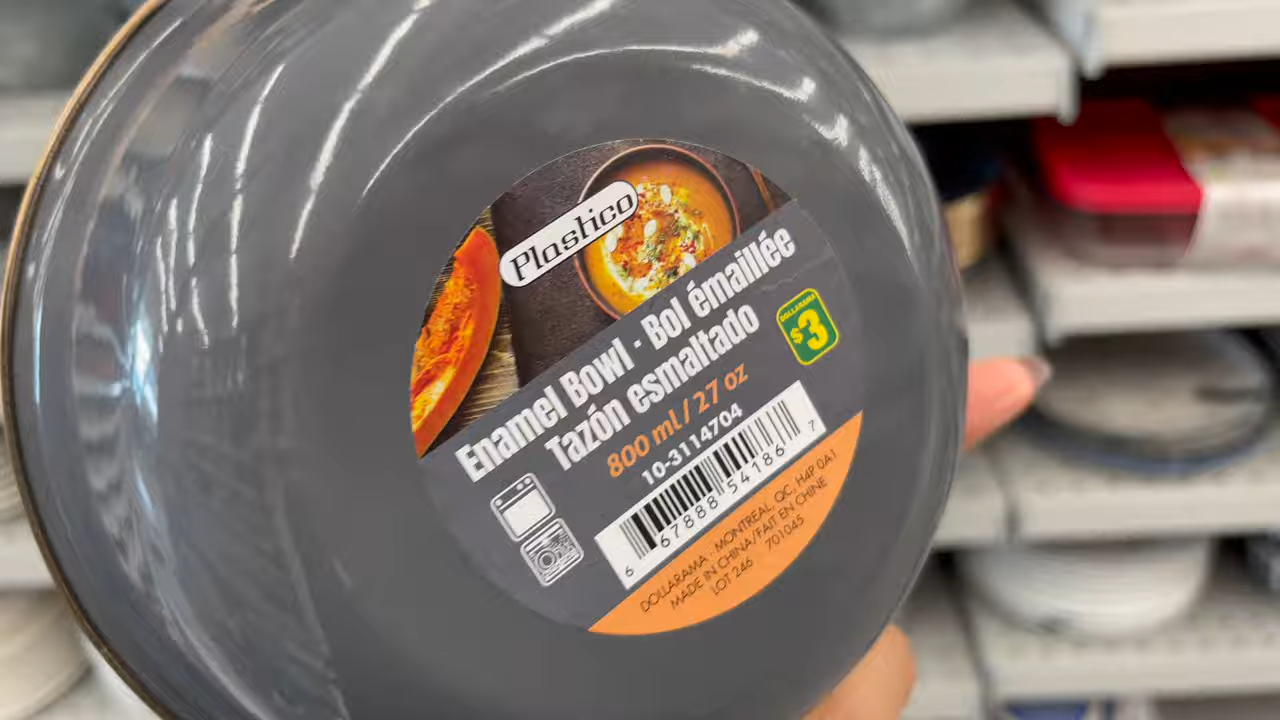 Plastico
Enamel Bowl · Bol émaillée
Tazón esmaltado
DOLLARAMA
$3
800 ml / 27 oz
10-3114704
6 67888 54186 7
DOLLARAMA : MONTREAL, QC, H4P 0A1
MADE IN CHINA/FAIT EN CHINE
LOT 246 701045